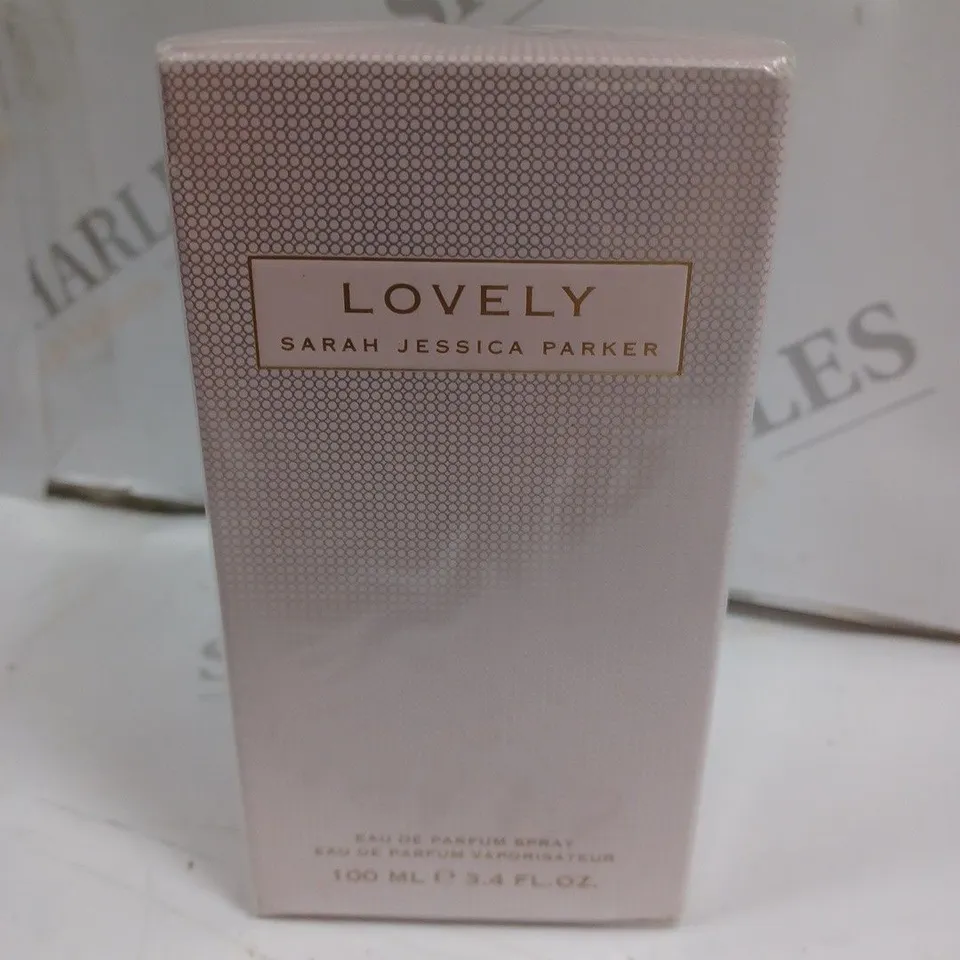 LOVELY
SARAH JESSICA PARKER
EAU DE PARFUM SPRAY
EAU DE PARFUM VAPORISATEUR
100 ML ℮ 3.4 FL.OZ.